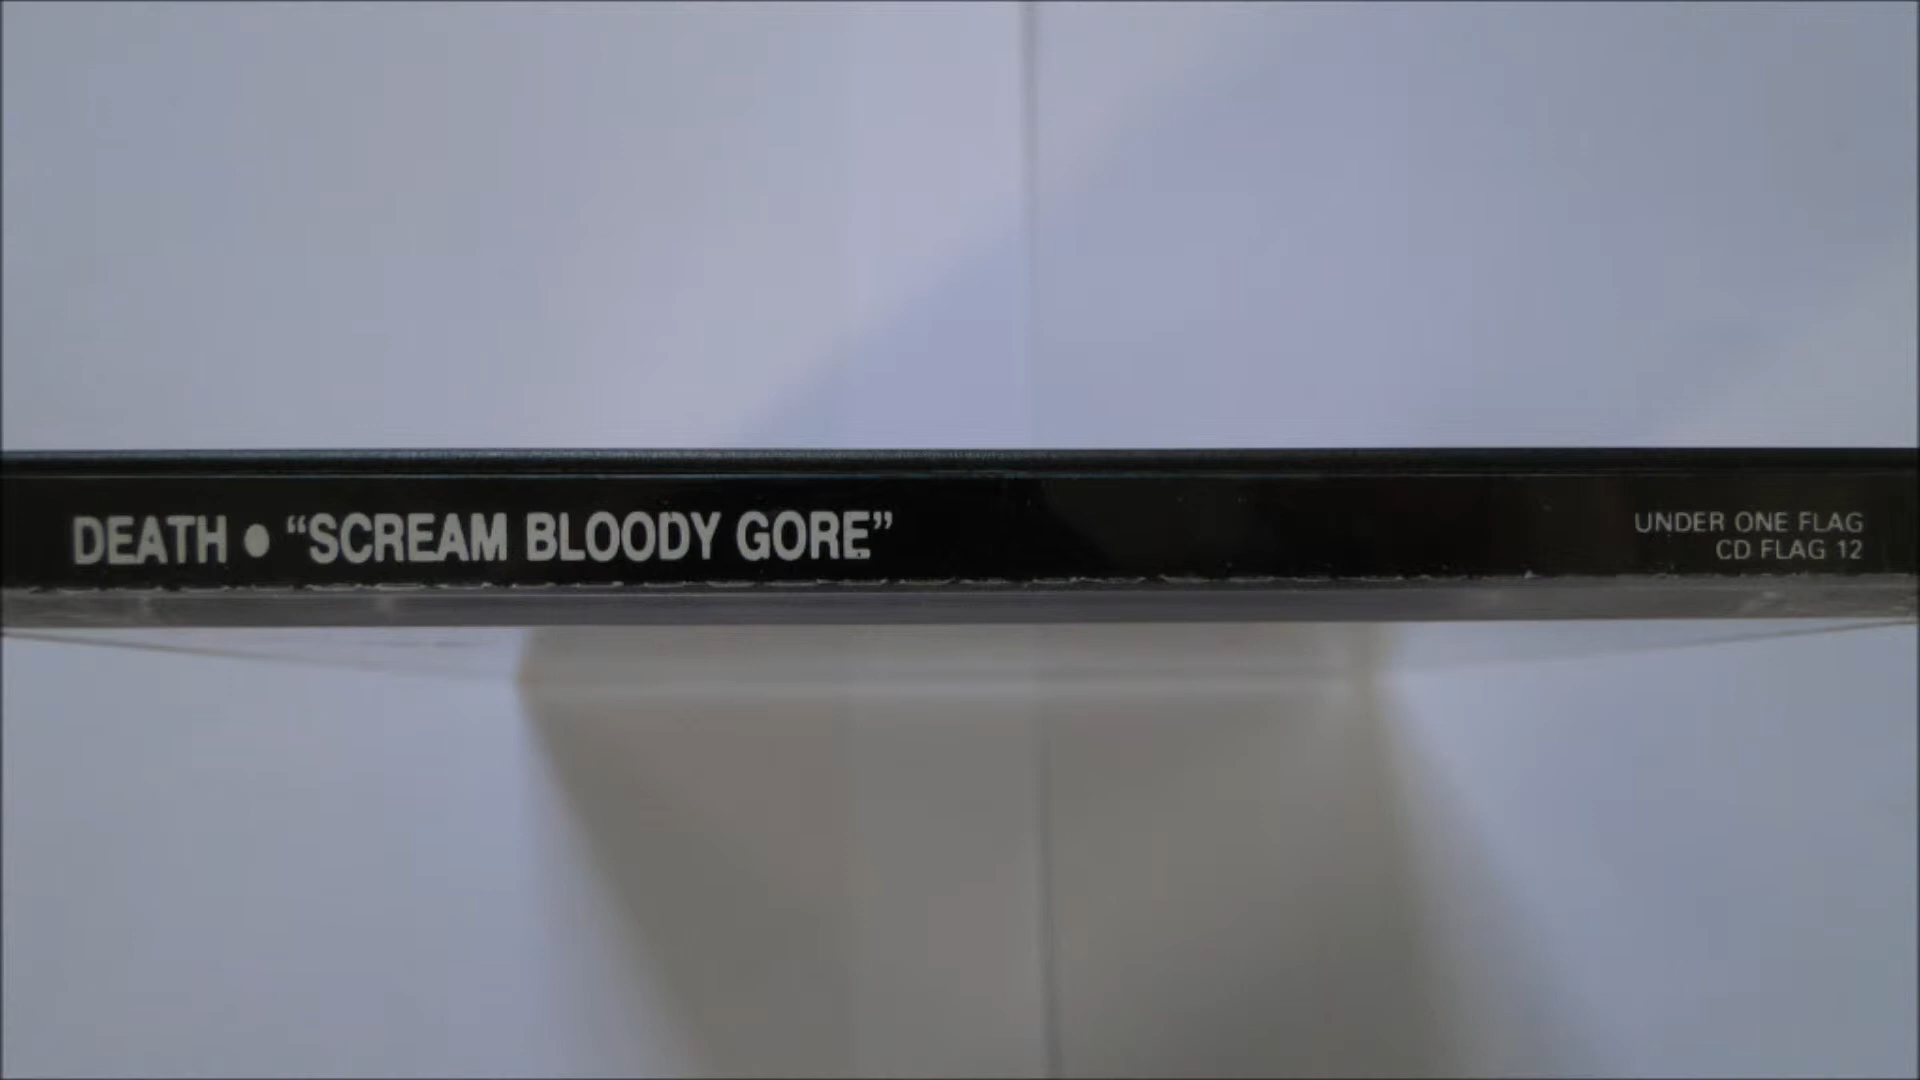 DEATH • “SCREAM BLOODY GORE”
UNDER ONE FLAG
CD FLAG 12